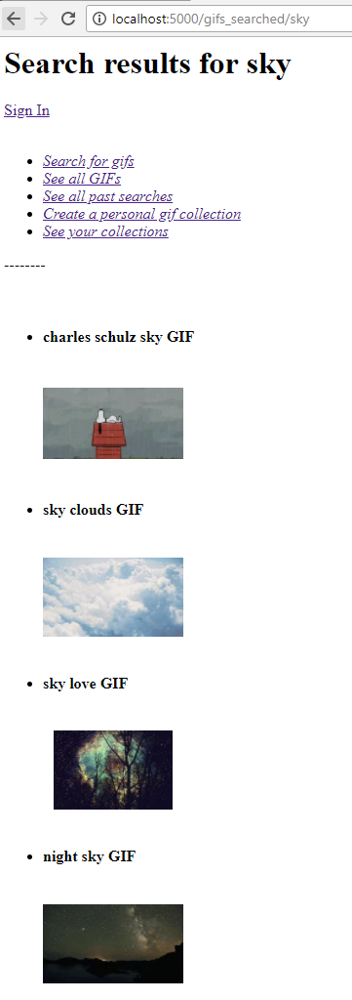 localhost:5000/gifs_searched/sky
Search results for sky
Sign In
Search for gifs
See all GIFs
See all past searches
Create a personal gif collection
See your collections
--------
charles schulz sky GIF
sky clouds GIF
sky love GIF
night sky GIF